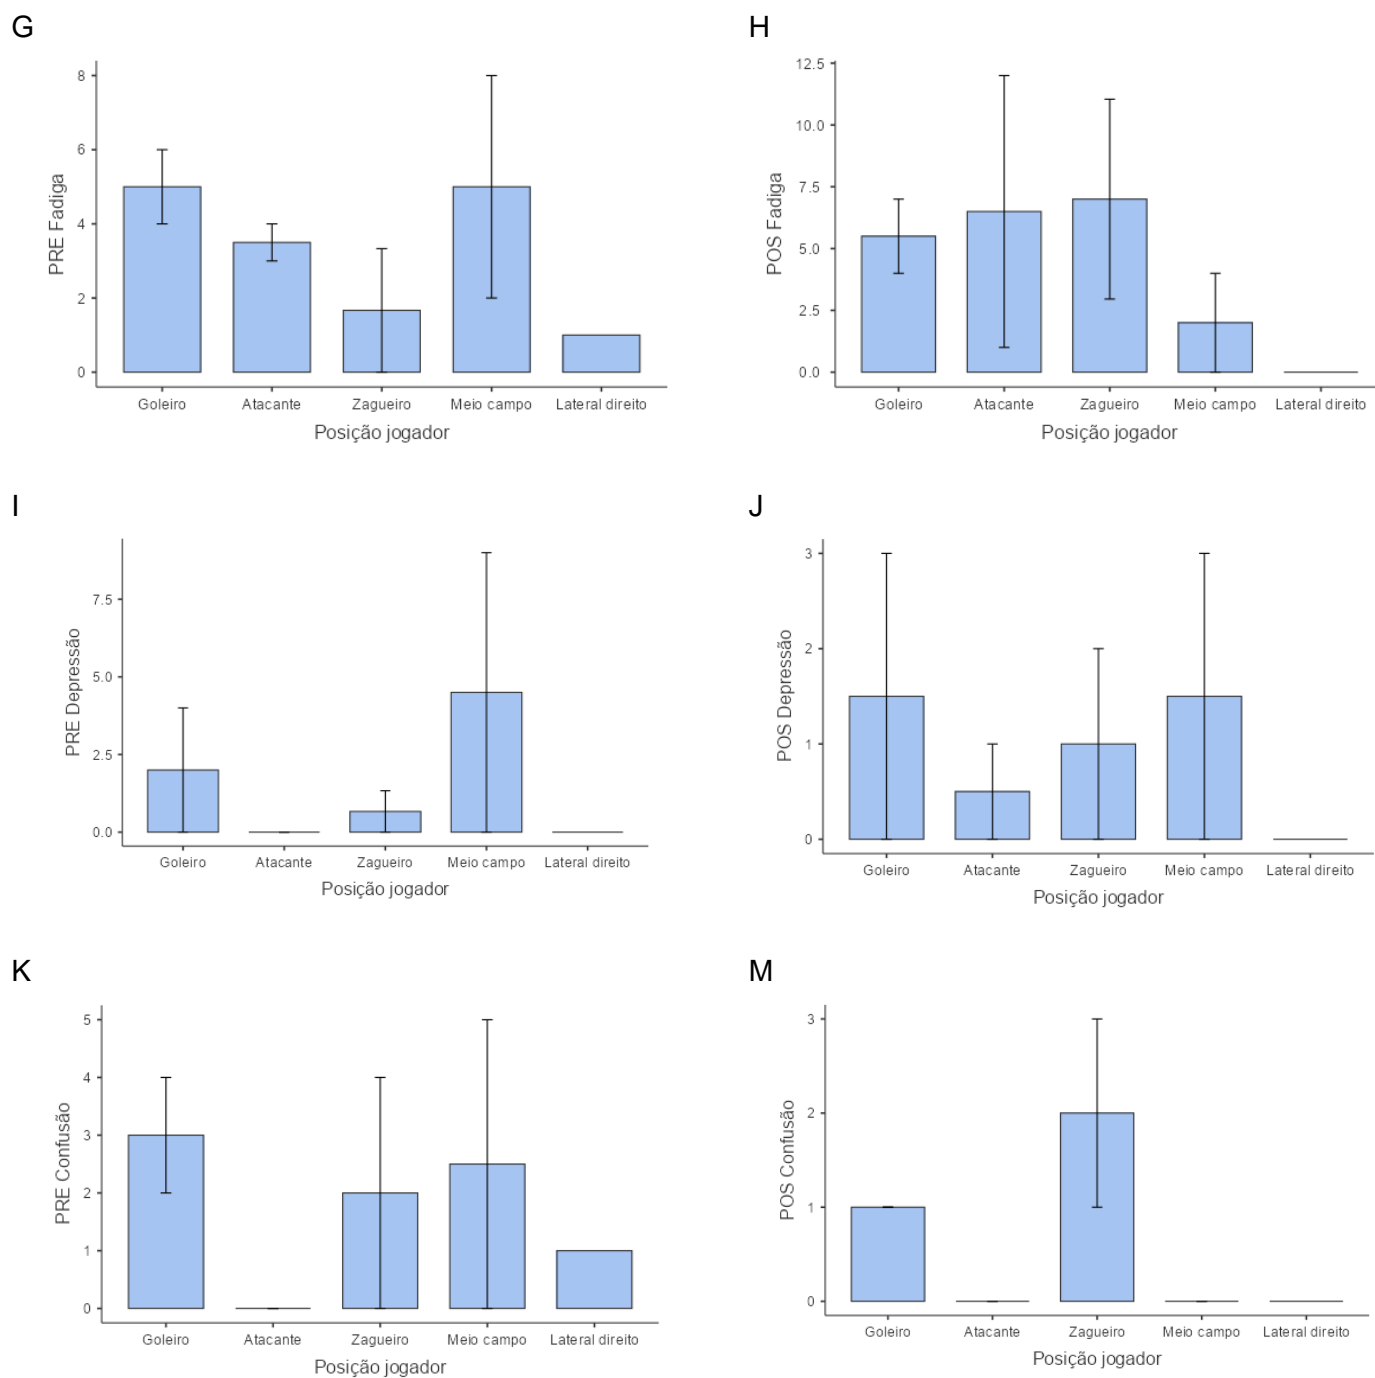 G
8
6
4
2
0
PRE Fadiga
Goleiro Atacante Zagueiro Meio campo Lateral direito
Posição jogador
H
12.5
10.0
7.5
5.0
2.5
0.0
POS Fadiga
Goleiro Atacante Zagueiro Meio campo Lateral direito
Posição jogador
I
7.5
5.0
2.5
0.0
PRE Depressão
Goleiro Atacante Zagueiro Meio campo Lateral direito
Posição jogador
J
3
2
1
0
POS Depressão
Goleiro Atacante Zagueiro Meio campo Lateral direito
Posição jogador
K
5
4
3
2
1
0
PRE Confusão
Goleiro Atacante Zagueiro Meio campo Lateral direito
Posição jogador
M
3
2
1
0
POS Confusão
Goleiro Atacante Zagueiro Meio campo Lateral direito
Posição jogador